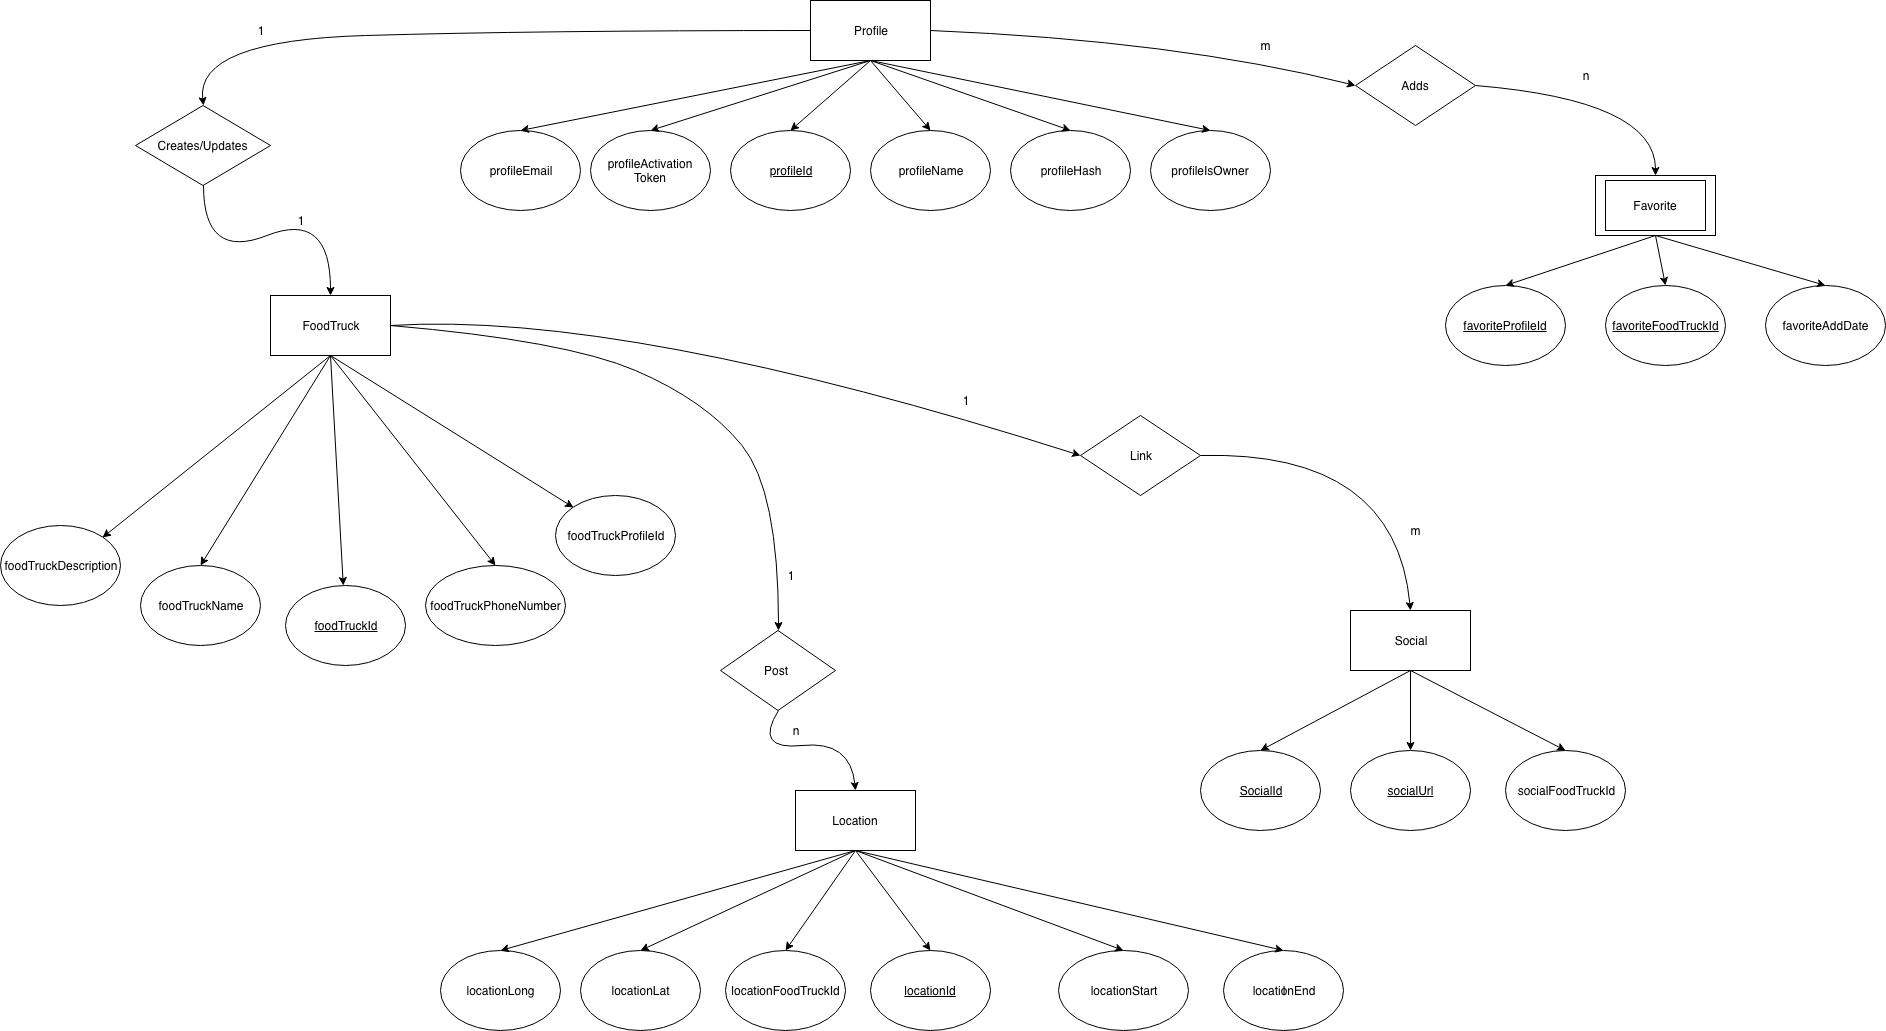 Profile
1
m
Adds
n
Creates/Updates
profileEmail
profileActivation
Token
profileId
profileName
profileHash
profileIsOwner
Favorite
1
FoodTruck
favoriteProfileId
favoriteFoodTruckId
favoriteAddDate
1
Link
m
foodTruckDescription
foodTruckName
foodTruckId
foodTruckPhoneNumber
foodTruckProfileId
1
Post
n
Social
SocialId
socialUrl
socialFoodTruckId
Location
locationLong
locationLat
locationFoodTruckId
locationId
locationStart
locationEnd